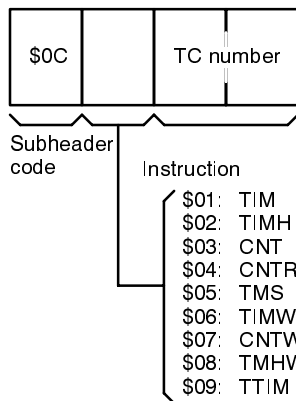 $0C TC number
Subheader
code
Instruction
$01: TIM
$02: TIMH
$03: CNT
$04: CNTR
$05: TMS
$06: TIMW
$07: CNTW
$08: TMHW
$09: TTIM